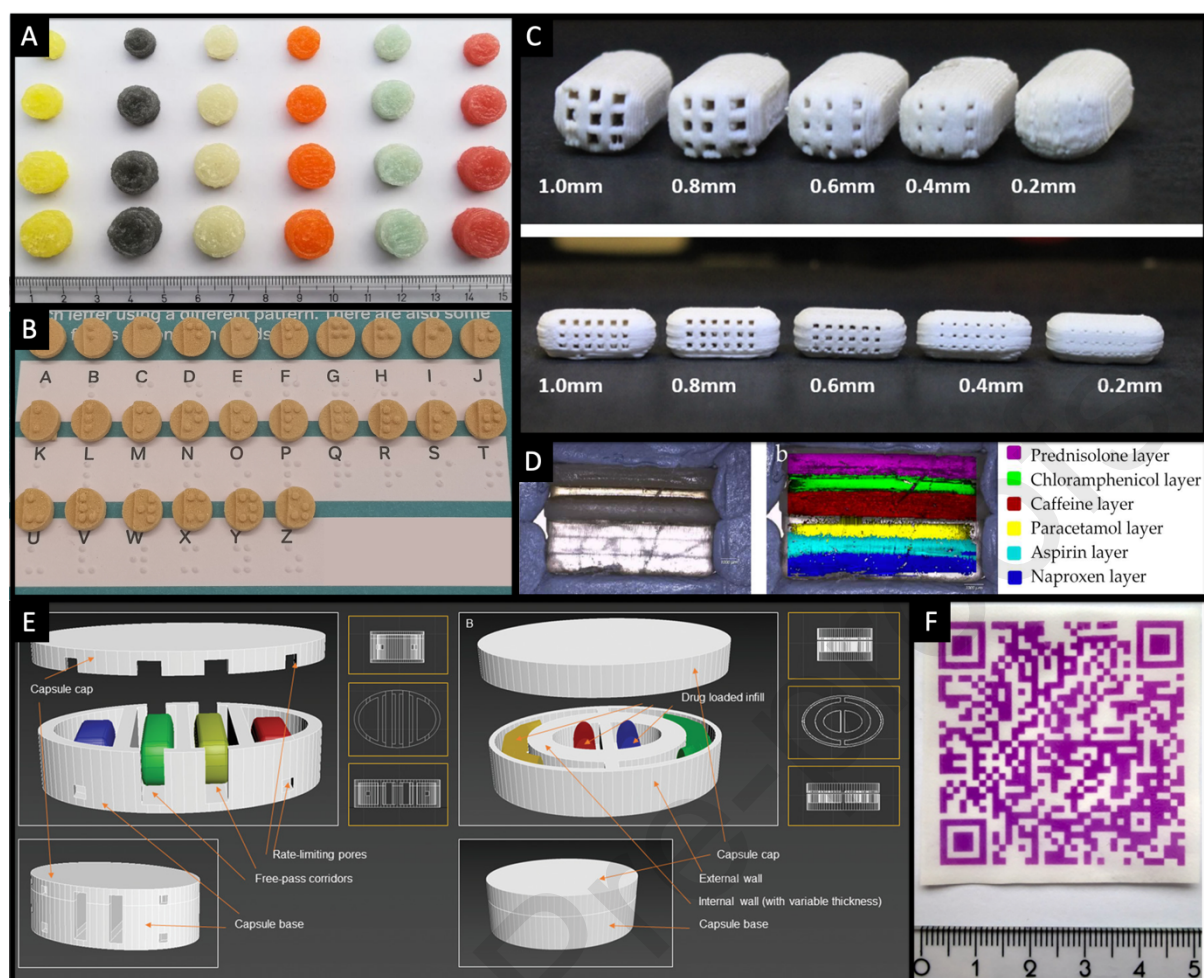 A
1 2 3 4 5 6 7 8 9 10 11 12 13 14 15
B
letter using a different pattern. There are also some
A B C D E F G H I J
K L M N O P Q R S T
U V W X Y Z
C
1.0mm 0.8mm 0.6mm 0.4mm 0.2mm
1.0mm 0.8mm 0.6mm 0.4mm 0.2mm
D
b
Prednisolone layer
Chloramphenicol layer
Caffeine layer
Paracetamol layer
Aspirin layer
Naproxen layer
E
Capsule cap
Rate-limiting pores
Free-pass corridors
Capsule base
B
Drug loaded infill
Capsule cap
External wall
Internal wall (with variable thickness)
Capsule base
F
0 1 2 3 4 5